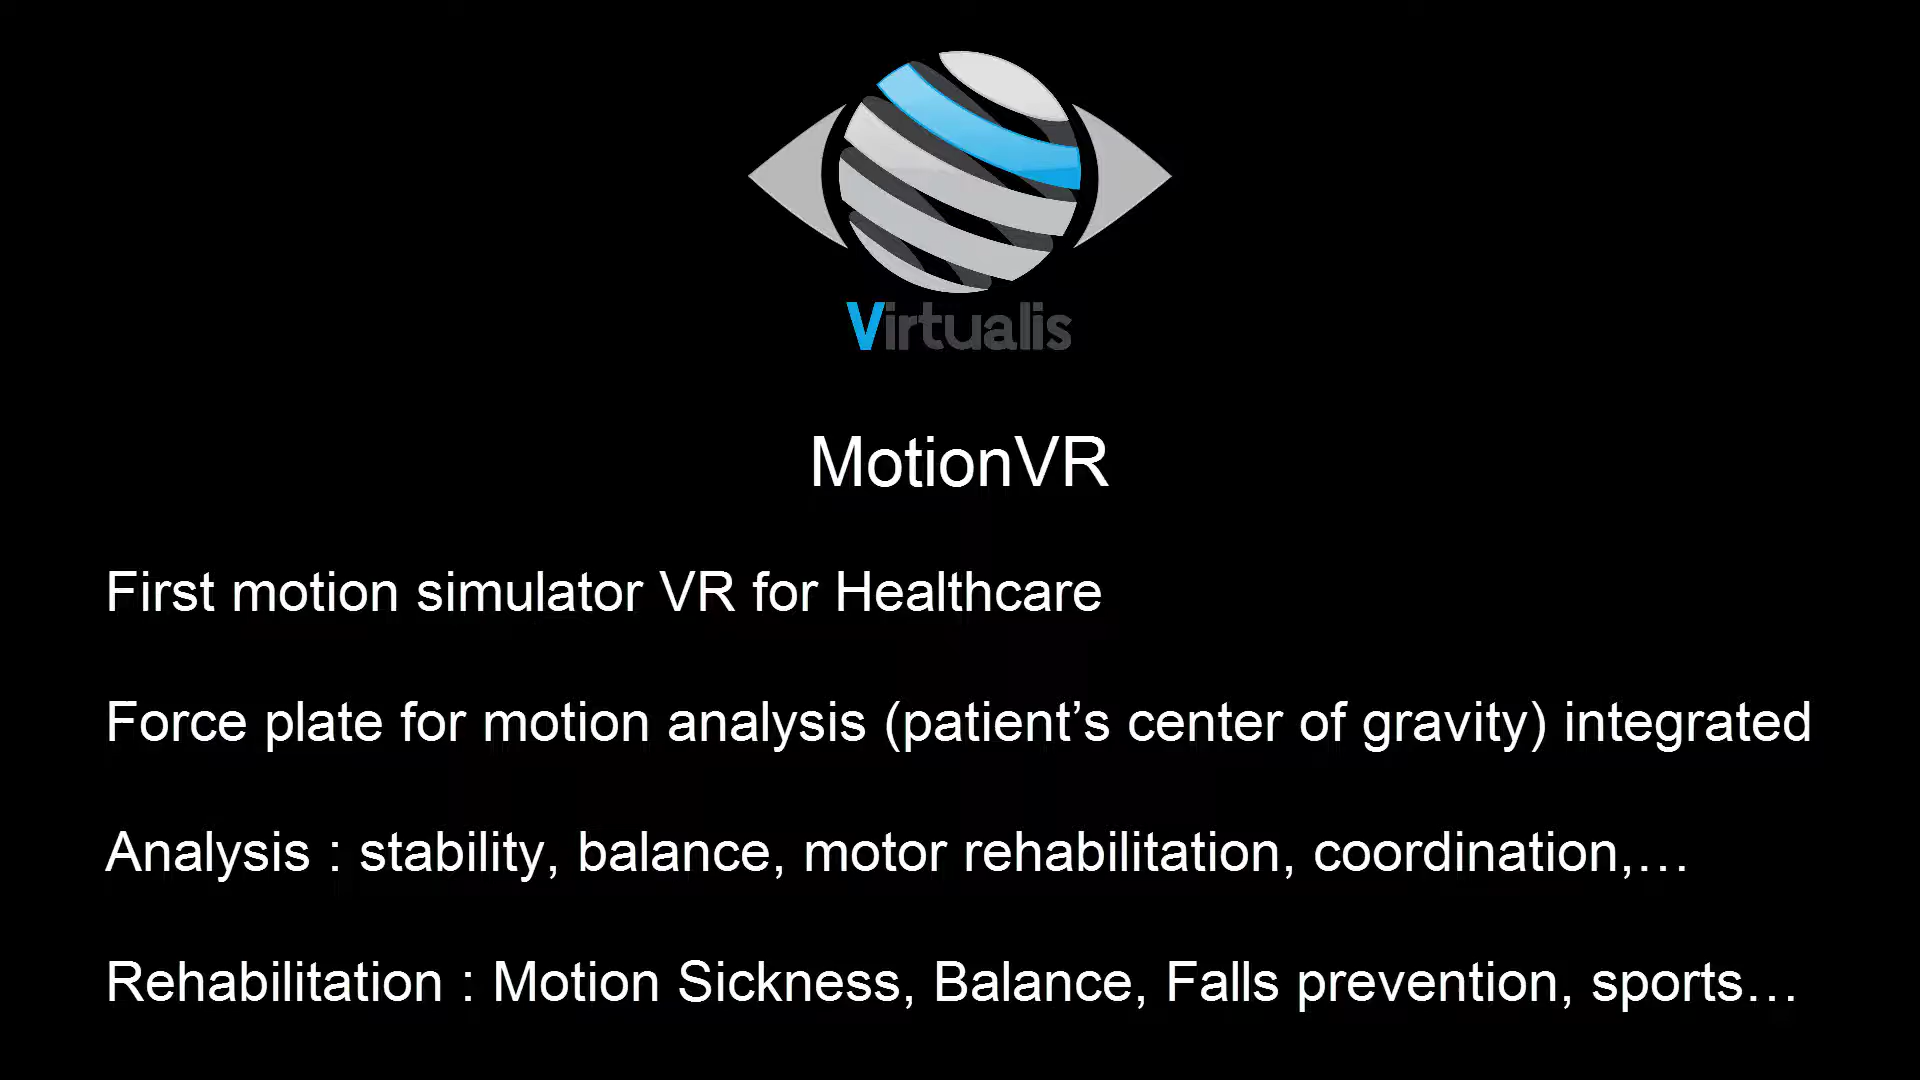 Virtualis
MotionVR
First motion simulator VR for Healthcare
Force plate for motion analysis (patient’s center of gravity) integrated
Analysis : stability, balance, motor rehabilitation, coordination,…
Rehabilitation : Motion Sickness, Balance, Falls prevention, sports…